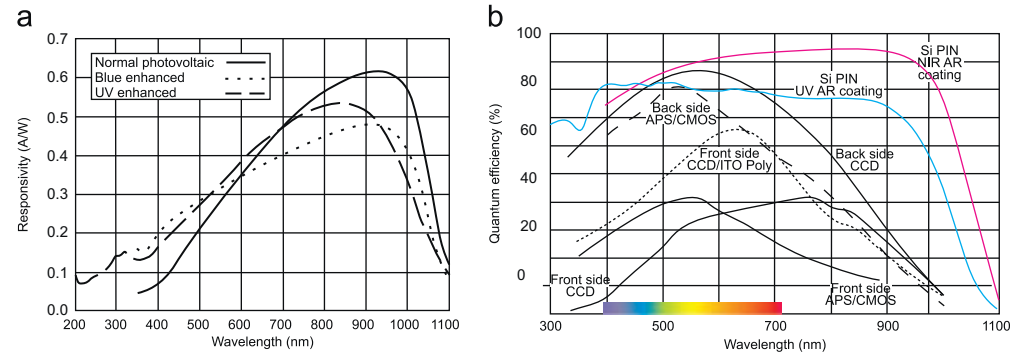 a
0.7
0.6
0.5
0.4
0.3
0.2
0.1
0.0
Responsivity (A/W)
Normal photovoltaic
Blue enhanced
UV enhanced
200 300 400 500 600 700 800 900 1000 1100
Wavelength (nm)
b
100
80
60
40
20
0
Quantum efficiency (%)
Si PIN
NIR AR
coating
Si PIN
UV AR coating
Back side
APS/CMOS
Front side
CCD/ITO Poly
Back side
CCD
Front side
CCD
Front side
APS/CMOS
300 500 700 900 1100
Wavelength (nm)